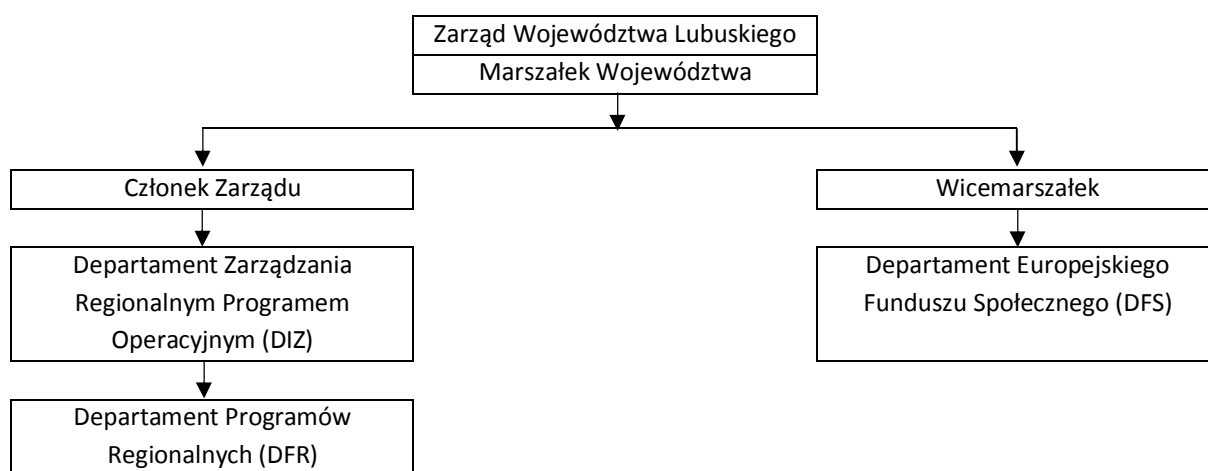 Zarząd Województwa Lubuskiego
Marszałek Województwa
Członek Zarządu
Wicemarszałek
Departament Zarządzania
Regionalnym Programem
Operacyjnym (DIZ)
Departament Europejskiego
Funduszu Społecznego (DFS)
Departament Programów
Regionalnych (DFR)